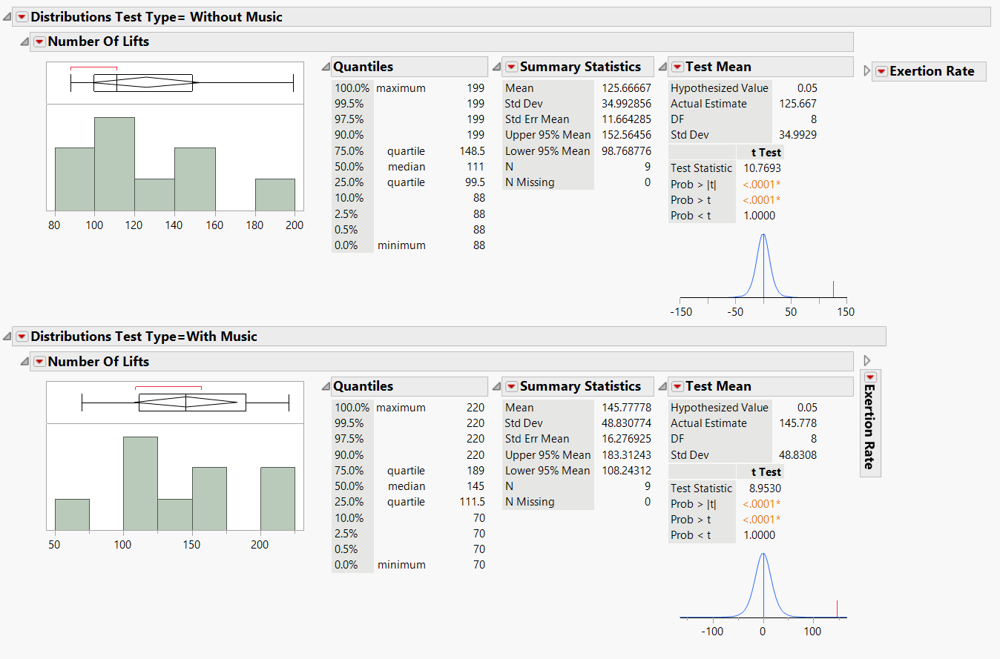 Distributions Test Type= Without Music
Number Of Lifts
Quantiles
100.0% maximum 199
99.5% 199
97.5% 199
90.0% 199
75.0% quartile 148.5
50.0% median 111
25.0% quartile 99.5
10.0% 88
2.5% 88
0.5% 88
0.0% minimum 88
Summary Statistics
Mean 125.66667
Std Dev 34.992856
Std Err Mean 11.664285
Upper 95% Mean 152.56456
Lower 95% Mean 98.768776
N 9
N Missing 0
Test Mean
Hypothesized Value 0.05
Actual Estimate 125.667
DF 8
Std Dev 34.9929
t Test
Test Statistic 10.7693
Prob > |t| <.0001*
Prob > t <.0001*
Prob < t 1.0000
-150 -50 0 50 150
Exertion Rate
80 100 120 140 160 180 200
Distributions Test Type=With Music
Number Of Lifts
Quantiles
100.0% maximum 220
99.5% 220
97.5% 220
90.0% 220
75.0% quartile 189
50.0% median 145
25.0% quartile 111.5
10.0% 70
2.5% 70
0.5% 70
0.0% minimum 70
Summary Statistics
Mean 145.77778
Std Dev 48.830774
Std Err Mean 16.276925
Upper 95% Mean 183.31243
Lower 95% Mean 108.24312
N 9
N Missing 0
Test Mean
Hypothesized Value 0.05
Actual Estimate 145.778
DF 8
Std Dev 48.8308
t Test
Test Statistic 8.9530
Prob > |t| <.0001*
Prob > t <.0001*
Prob < t 1.0000
-100 0 100
Exertion Rate
50 100 150 200